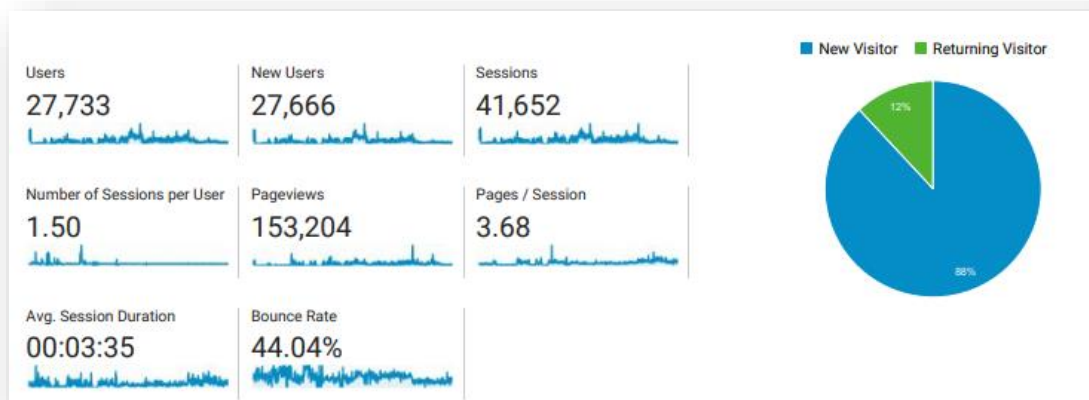 New Visitor Returning Visitor
Users New Users Sessions
27,733 27,666 41,652
12%
Number of Sessions per User Pageviews Pages / Session
1.50 153,204 3.68
88%
Avg. Session Duration Bounce Rate
00:03:35 44.04%